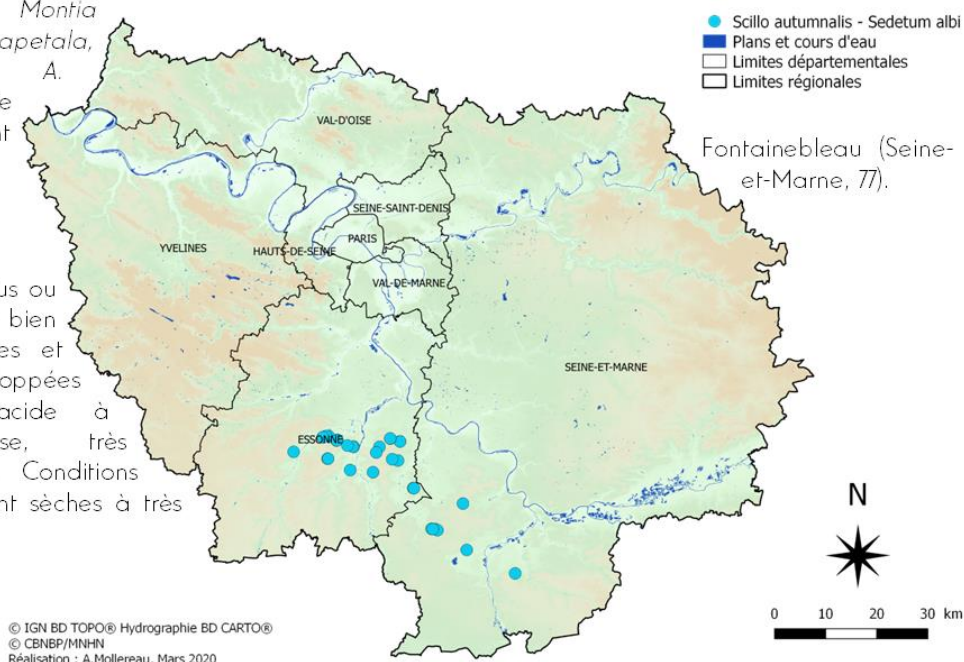 Montia
apetala,
A.
e
nt
Scillo autumnalis - Sedetum albi
Plans et cours d'eau
Limites départementales
Limites régionales
Fontainebleau (Seine-
et-Marne, 77).
VAL-D'OISE
SEINE-SAINT-DENIS
PARIS
YVELINES
HAUTS-DE-SEINE
VAL-DE-MARNE
us ou
bien
es et
oppées
acide à
se, très
Conditions
nt sèches à très
SEINE-ET-MARNE
ESSONNE
N
0 10 20 30 km
© IGN BD TOPO® Hydrographie BD CARTO®
© CBNBP/MNHN
Réalisation : A.Mollereau, Mars 2020